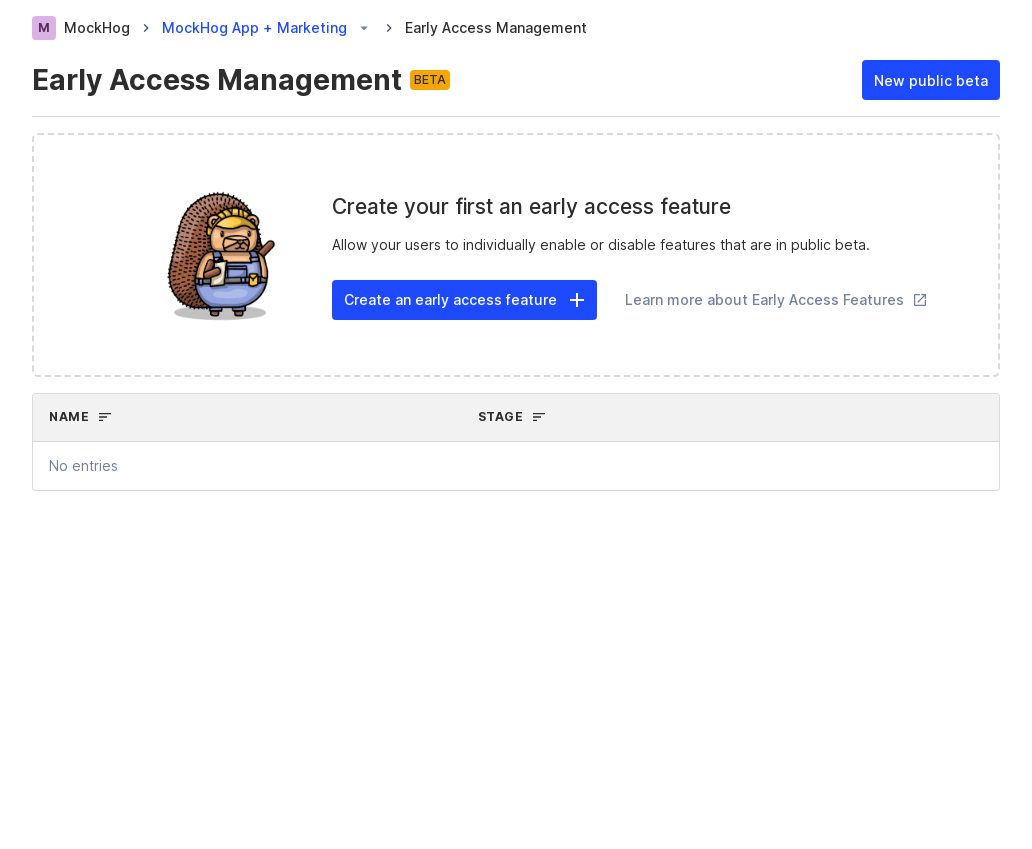 M MockHog MockHog App + Marketing Early Access Management
Early Access Management BETA
New public beta
Create your first an early access feature
Allow your users to individually enable or disable features that are in public beta.
Create an early access feature
Learn more about Early Access Features
NAME STAGE
No entries